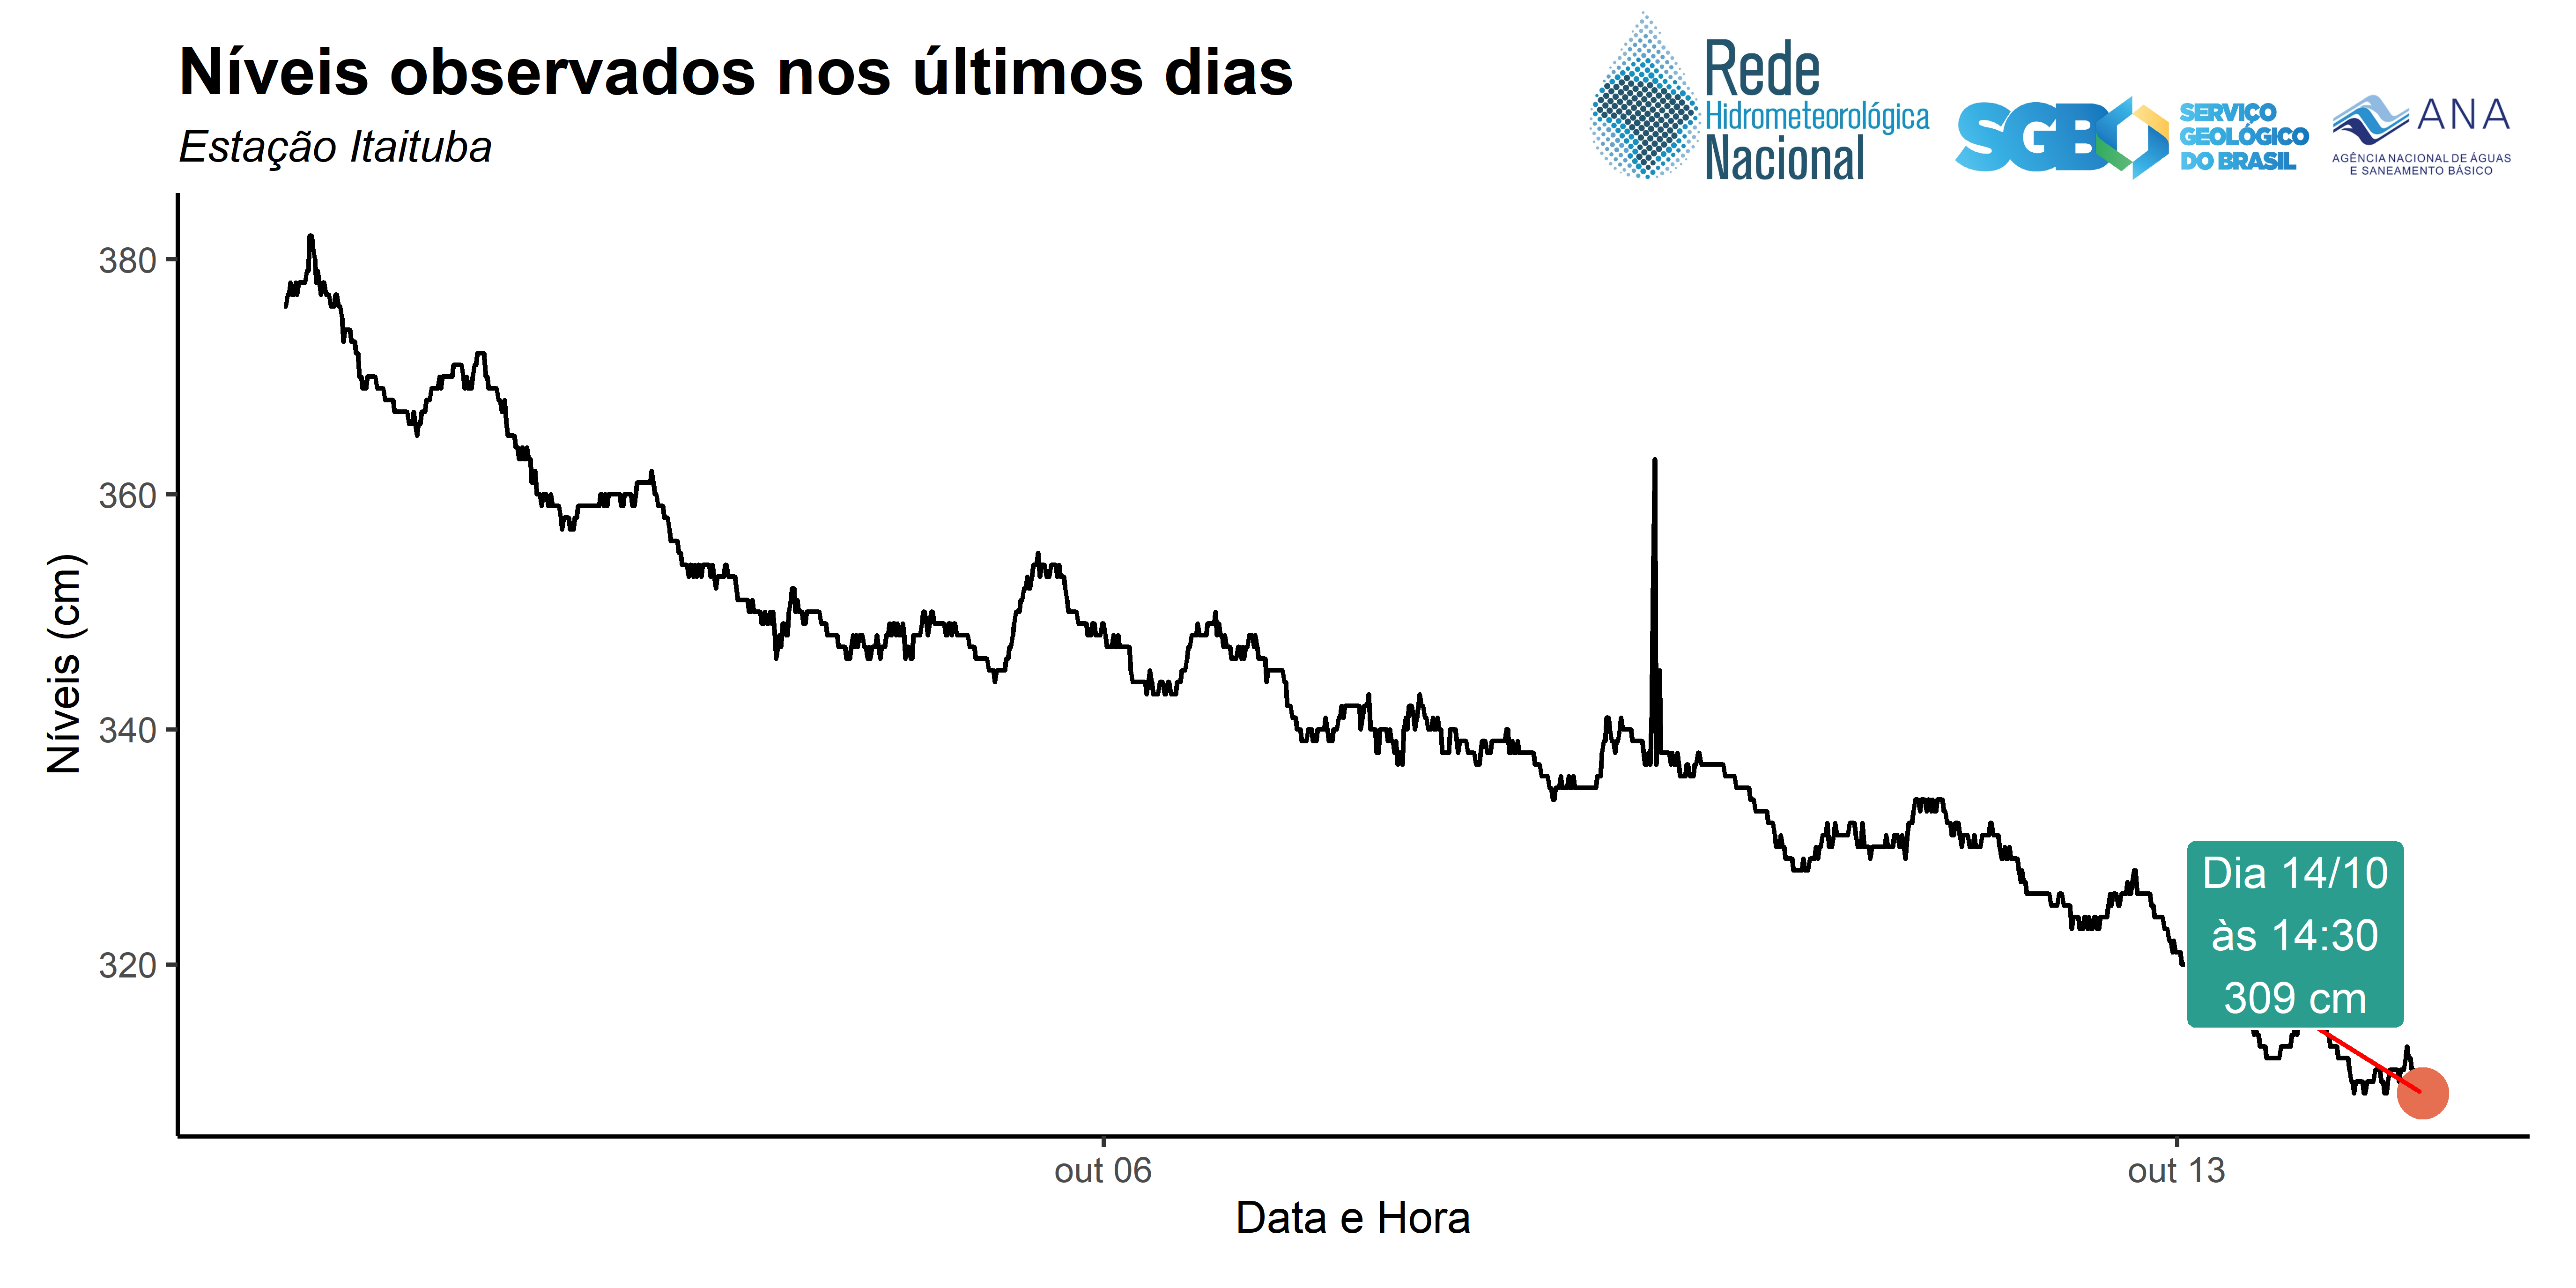 Níveis observados nos últimos dias
Estação Itaituba
Rede
Hidrometeorológica
Nacional
SGB
SERVIÇO
GEOLÓGICO
DO BRASIL
ANA
AGÊNCIA NACIONAL DE ÁGUAS
E SANEAMENTO BÁSICO
Níveis (cm)
380
360
340
320
Dia 14/10
às 14:30
309 cm
out 06
out 13
Data e Hora